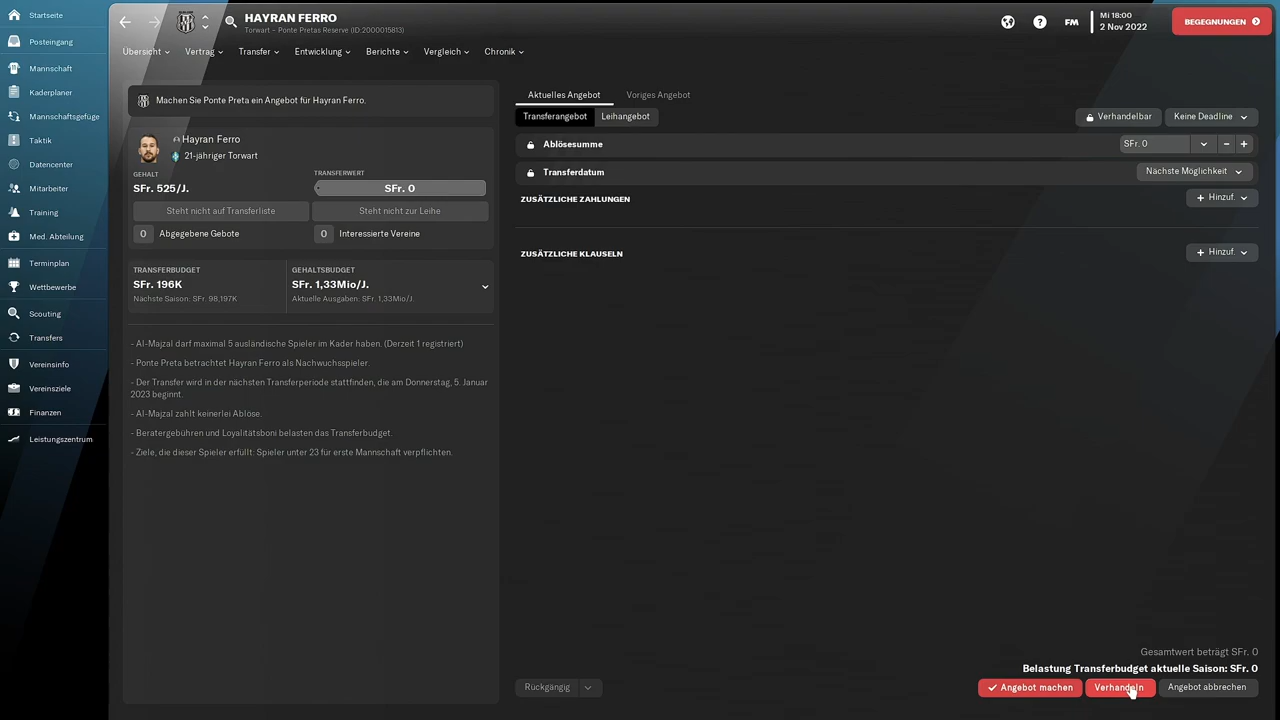 Startseite
Posteingang
Mannschaft
Kaderplaner
Mannschaftsgefüge
Taktik
Datencenter
Mitarbeiter
Training
Med. Abteilung
Terminplan
Wettbewerbe
Scouting
Transfers
Vereinsinfo
Vereinsziele
Finanzen
Leistungszentrum
HAYRAN FERRO
Torwart – Ponte Pretas Reserve (ID:2000015813)
FM
Mi 18:00
2 Nov 2022
BEGEGNUNGEN
Übersicht Vertrag Transfer Entwicklung Berichte Vergleich Chronik
Machen Sie Ponte Preta ein Angebot für Hayran Ferro.
Hayran Ferro
21-jähriger Torwart
GEHALT
SFr. 525/J.
TRANSFERWERT
SFr. 0
Steht nicht auf Transferliste
Steht nicht zur Leihe
0 Abgegebene Gebote
0 Interessierte Vereine
TRANSFERBUDGET
SFr. 196K
Nächste Saison: SFr. 98,197K
GEHALTSBUDGET
SFr. 1,33Mio/J.
Aktuelle Ausgaben: SFr. 1,33Mio/J.
- Al-Majzal darf maximal 5 ausländische Spieler im Kader haben. (Derzeit 1 registriert)
- Ponte Preta betrachtet Hayran Ferro als Nachwuchsspieler.
- Der Transfer wird in der nächsten Transferperiode stattfinden, die am Donnerstag, 5. Januar
2023 beginnt.
- Al-Majzal zahlt keinerlei Ablöse.
- Beratergebühren und Loyalitätsboni belasten das Transferbudget.
- Ziele, die dieser Spieler erfüllt: Spieler unter 23 für erste Mannschaft verpflichten.
Aktuelles Angebot Voriges Angebot
Transferangebot Leihangebot
Verhandelbar
Keine Deadline
Ablösesumme
SFr. 0
Transferdatum
Nächste Möglichkeit
ZUSÄTZLICHE ZAHLUNGEN
Hinzuf.
ZUSÄTZLICHE KLAUSELN
Hinzuf.
Gesamtwert beträgt SFr. 0
Belastung Transferbudget aktuelle Saison: SFr. 0
Rückgängig
Angebot machen
Verhandeln
Angebot abbrechen